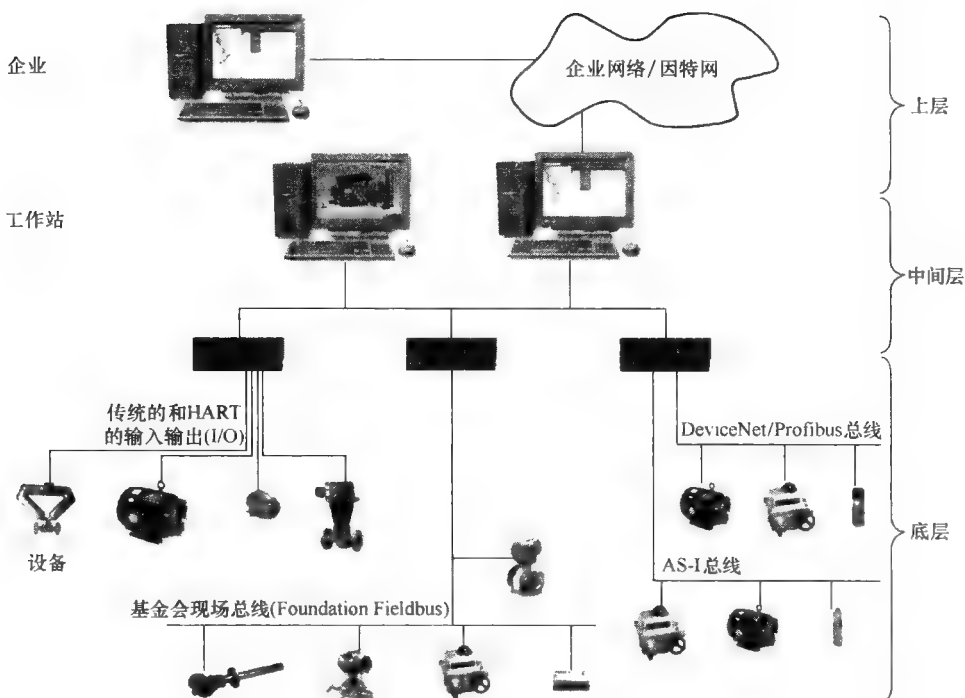 企业
企业网络/因特网
上层
工作站
中间层
传统的和HART
的输入输出(I/O)
DeviceNet/Profibus总线
设备
底层
AS-I总线
基金会现场总线(Foundation Fieldbus)